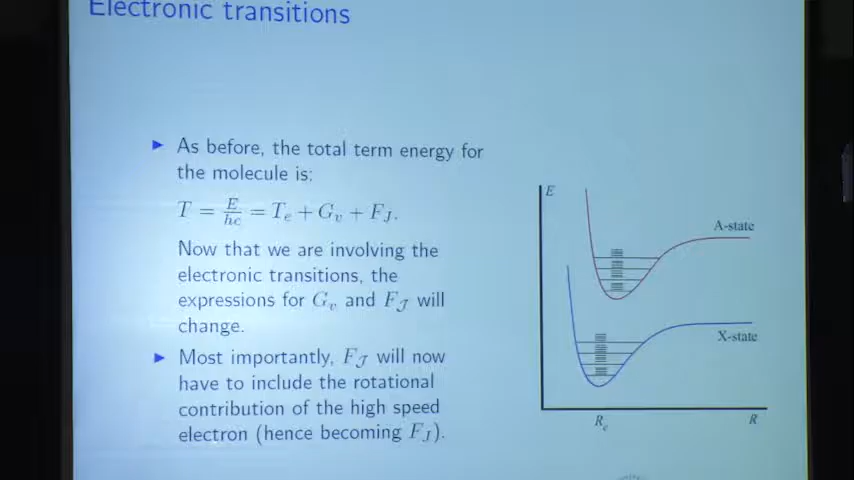 Electronic transitions
► As before, the total term energy for
the molecule is:
T = E/hc = T_e + G_v + F_J.
Now that we are involving the
electronic transitions, the
expressions for G_v and F_𝒥 will
change.
► Most importantly, F_𝒥 will now
have to include the rotational
contribution of the high speed
electron (hence becoming F_J).
E
A-state
X-state
R_e
R